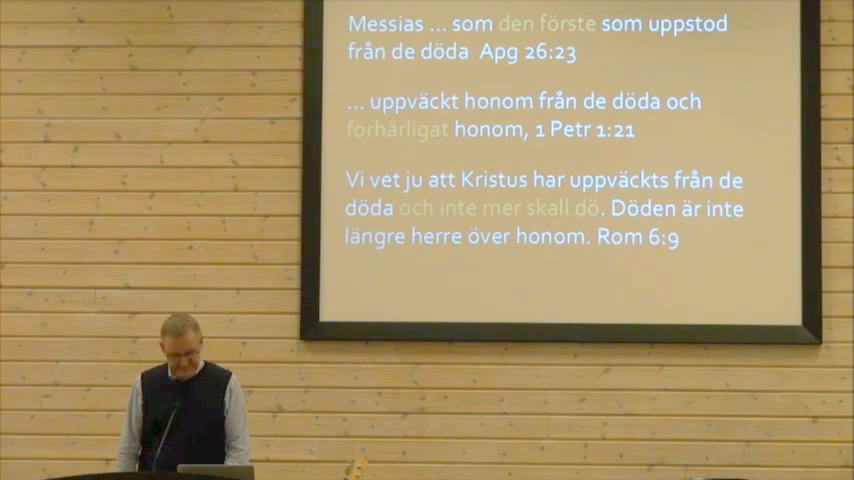 Messias ... som den förste som uppstod
från de döda Apg 26:23
... uppväckt honom från de döda och
förhärligat honom, 1 Petr 1:21
Vi vet ju att Kristus har uppväckts från de
döda och inte mer skall dö. Döden är inte
längre herre över honom. Rom 6:9